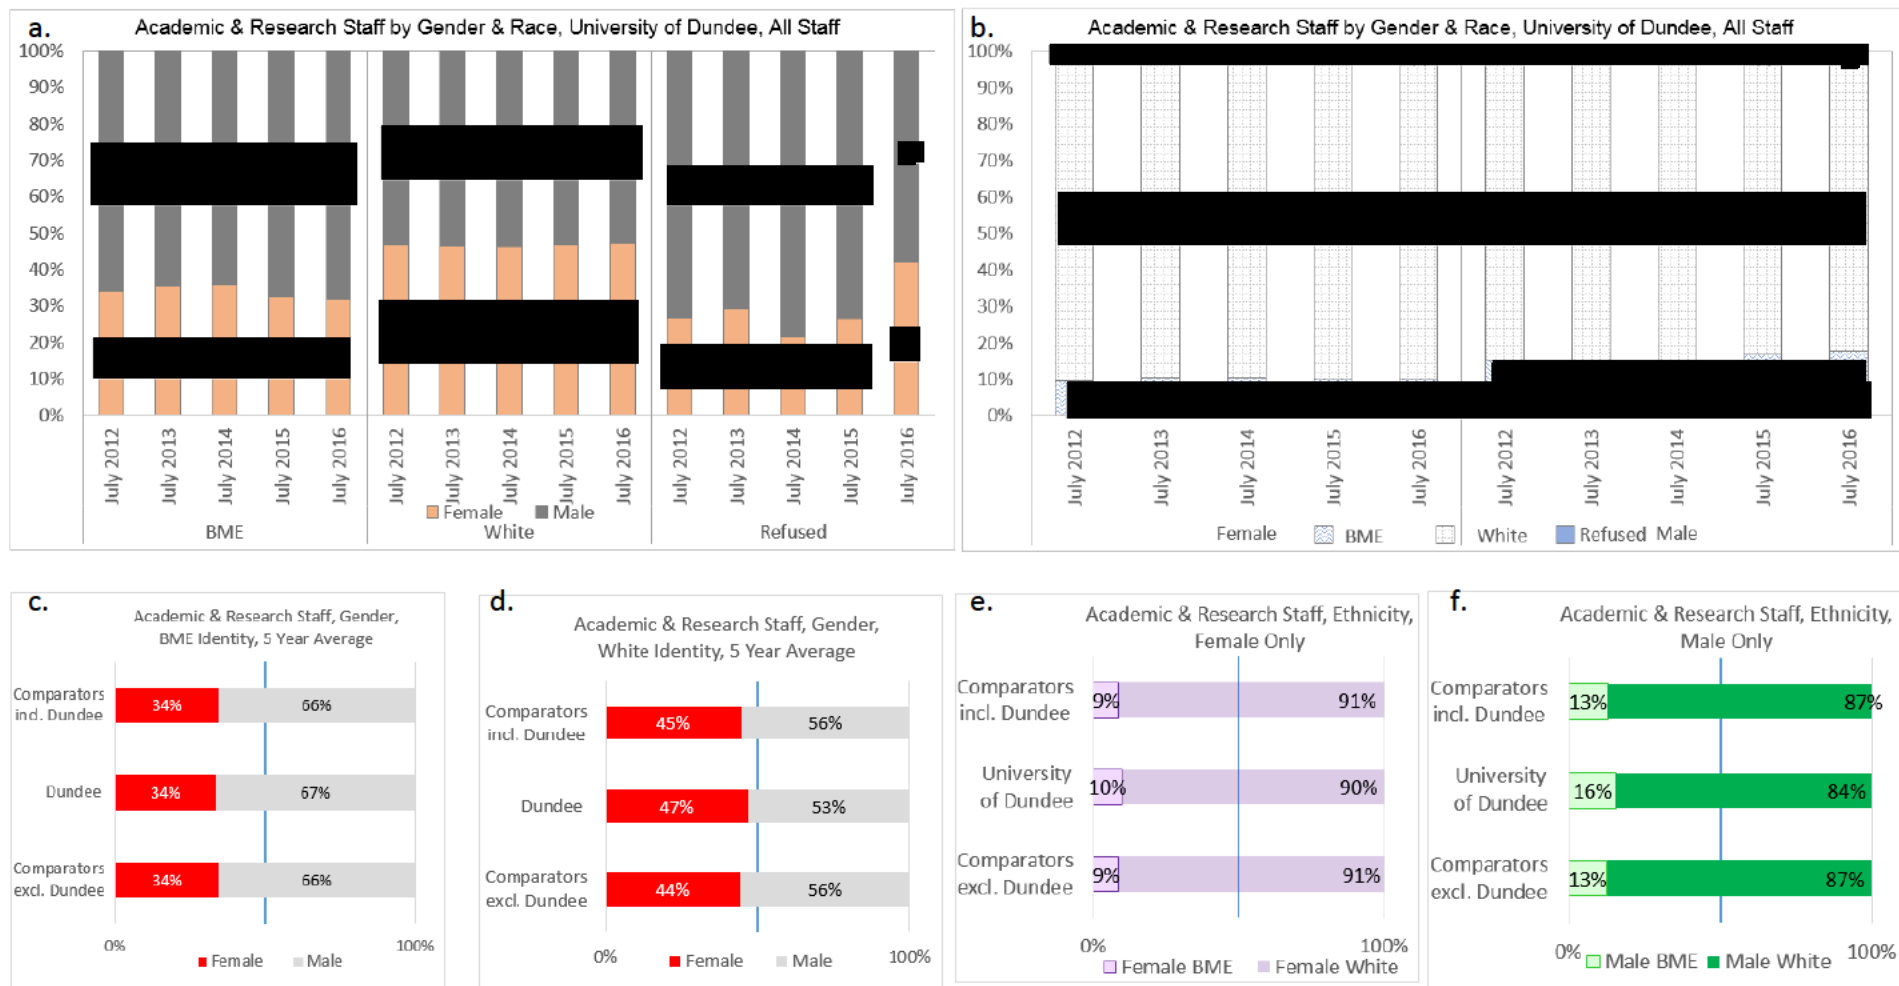 a.
Academic & Research Staff by Gender & Race, University of Dundee, All Staff
100%
90%
80%
70%
60%
50%
40%
30%
20%
10%
0%
July 2012
July 2013
July 2014
July 2015
July 2016
July 2012
July 2013
July 2014
July 2015
July 2016
July 2012
July 2013
July 2014
July 2015
July 2016
Female Male
BME White Refused
b.
Academic & Research Staff by Gender & Race, University of Dundee, All Staff
100%
90%
80%
70%
60%
50%
40%
30%
20%
10%
0%
July 2012
July 2013
July 2014
July 2015
July 2016
July 2012
July 2013
July 2014
July 2015
July 2016
Female BME White Refused Male
c.
Academic & Research Staff, Gender,
BME Identity, 5 Year Average
Comparators
incl. Dundee
34% 66%
Dundee
34% 67%
Comparators
excl. Dundee
34% 66%
0% 100%
Female Male
d.
Academic & Research Staff, Gender,
White Identity, 5 Year Average
Comparators
incl. Dundee
45% 56%
Dundee
47% 53%
Comparators
excl. Dundee
44% 56%
0% 100%
Female Male
e.
Academic & Research Staff, Ethnicity,
Female Only
Comparators
incl. Dundee
9% 91%
University
of Dundee
10% 90%
Comparators
excl. Dundee
9% 91%
0% 100%
Female BME Female White
f.
Academic & Research Staff, Ethnicity,
Male Only
Comparators
incl. Dundee
13% 87%
University
of Dundee
16% 84%
Comparators
excl. Dundee
13% 87%
0% 100%
Male BME Male White